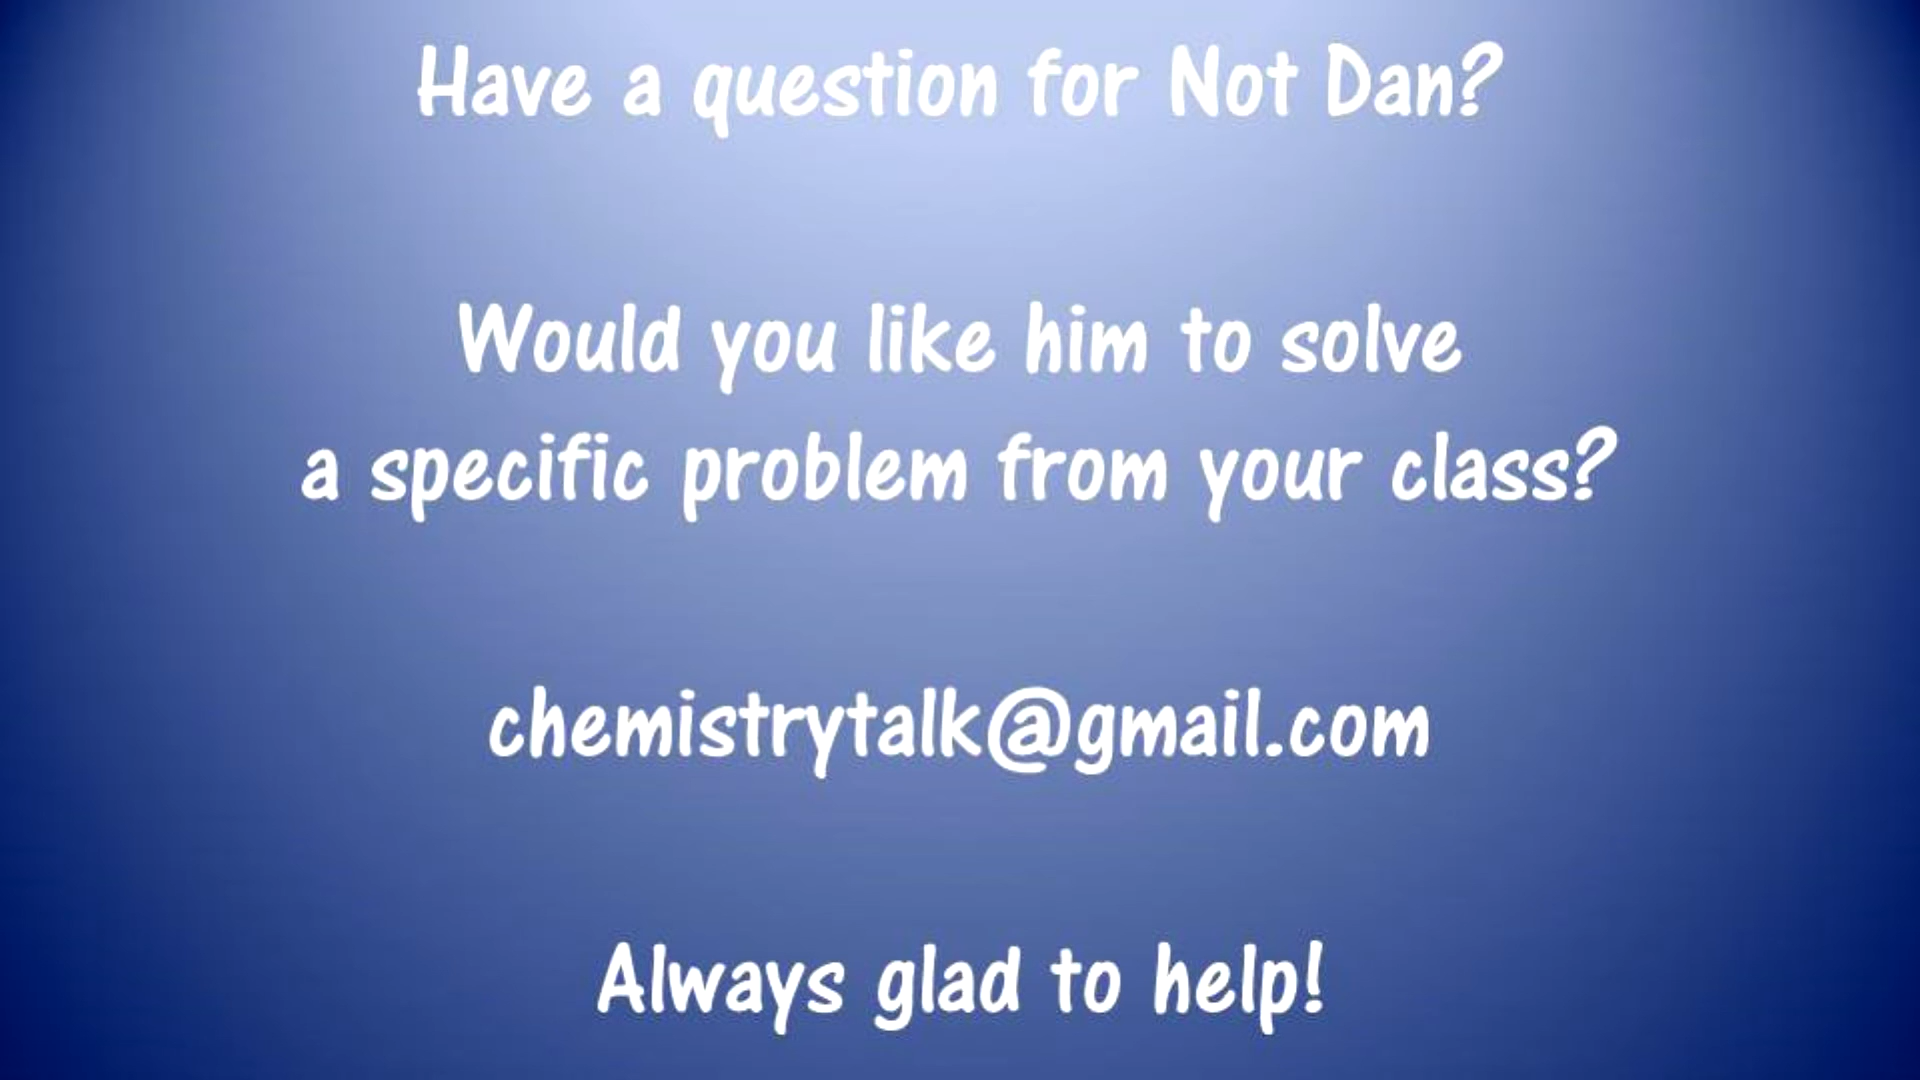 Have a question for Not Dan?
Would you like him to solve
a specific problem from your class?
chemistrytalk@gmail.com
Always glad to help!